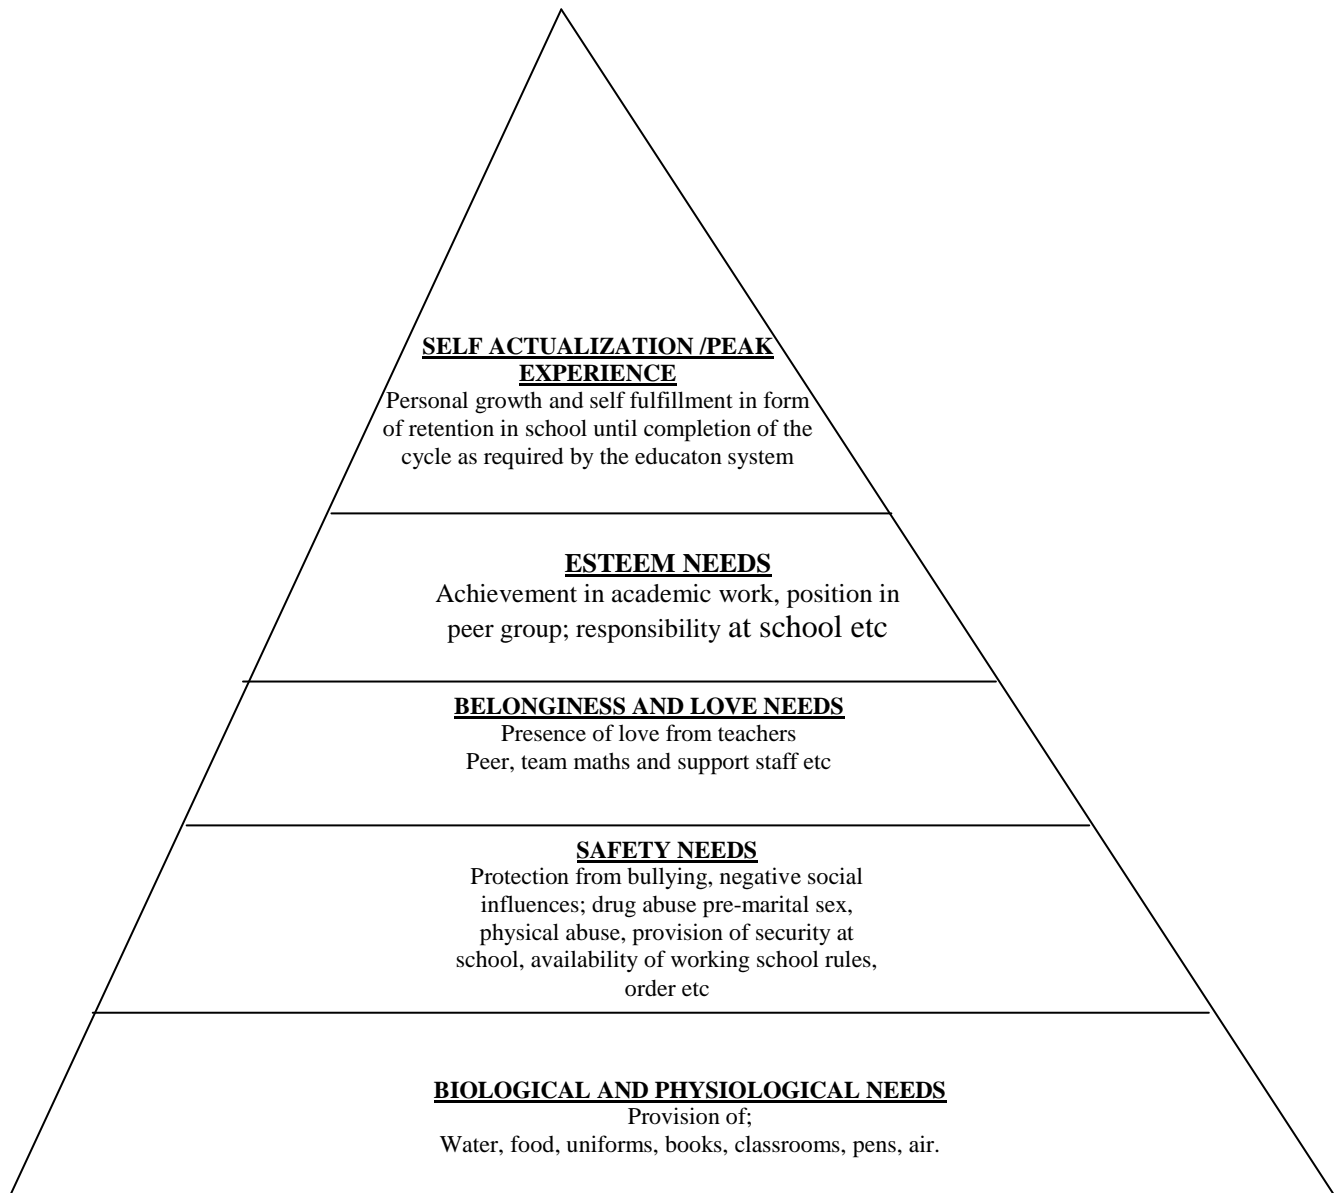 SELF ACTUALIZATION /PEAK
EXPERIENCE
Personal growth and self fulfillment in form
of retention in school until completion of the
cycle as required by the educaton system
ESTEEM NEEDS
Achievement in academic work, position in
peer group; responsibility at school etc
BELONGINESS AND LOVE NEEDS
Presence of love from teachers
Peer, team maths and support staff etc
SAFETY NEEDS
Protection from bullying, negative social
influences; drug abuse pre-marital sex,
physical abuse, provision of security at
school, availability of working school rules,
order etc
BIOLOGICAL AND PHYSIOLOGICAL NEEDS
Provision of;
Water, food, uniforms, books, classrooms, pens, air.